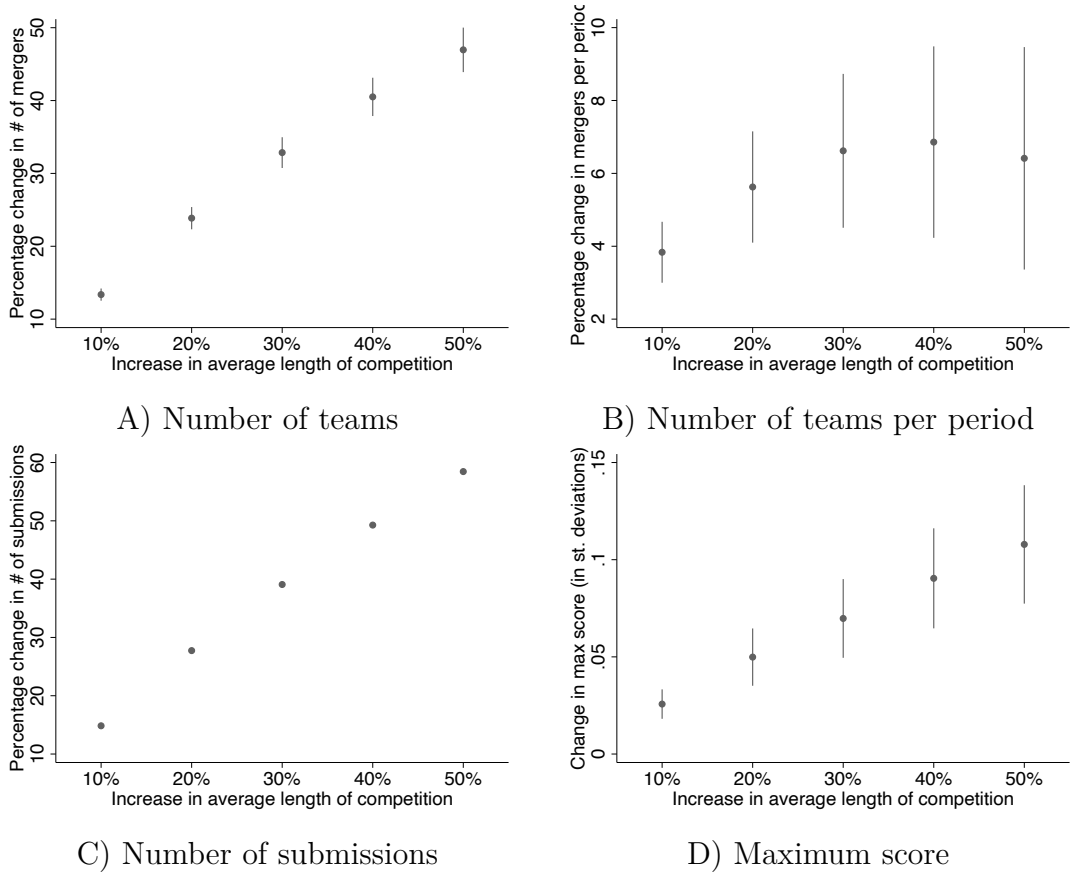 Percentage change in # of mergers
50
40
30
20
10
10% 20% 30% 40% 50%
Increase in average length of competition
A) Number of teams
Percentage change in mergers per period
10
8
6
4
2
10% 20% 30% 40% 50%
Increase in average length of competition
B) Number of teams per period
Percentage change in # of submissions
60
50
40
30
20
10
10% 20% 30% 40% 50%
Increase in average length of competition
C) Number of submissions
Change in max score (in st. deviations)
.15
.1
.05
0
10% 20% 30% 40% 50%
Increase in average length of competition
D) Maximum score